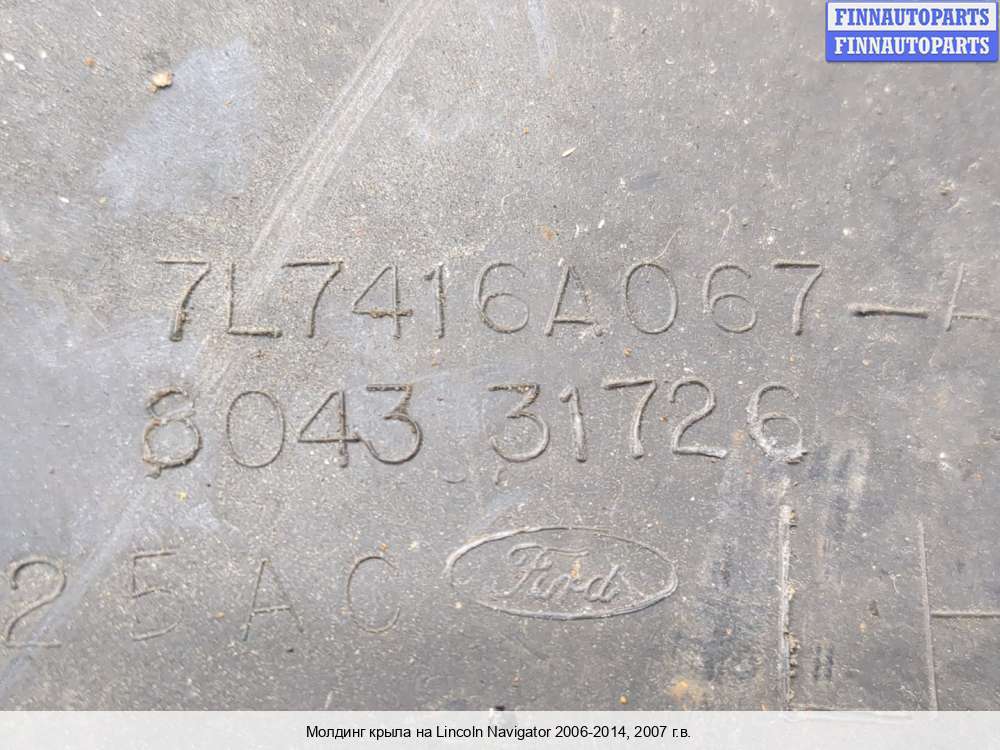 FINNAUTOPARTS
FINNAUTOPARTS
7L7416A067-
8043 31726
25AC Ford
Молдинг крыла на Lincoln Navigator 2006-2014, 2007 г.в.